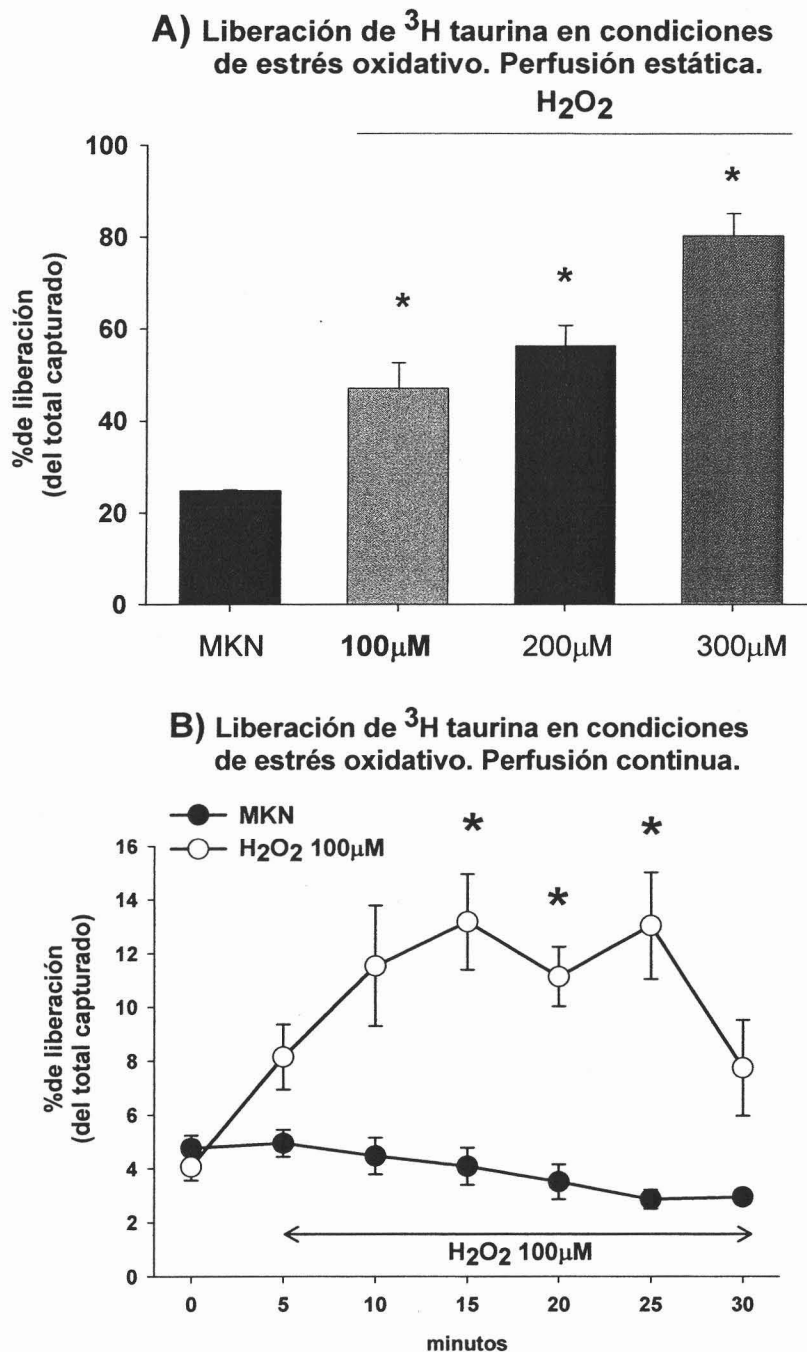 A) Liberación de ³H taurina en condiciones
de estrés oxidativo. Perfusión estática.
H₂O₂
100
80
60
40
20
0
%de liberación
(del total capturado)
*
*
*
MKN 100µM 200µM 300µM
B) Liberación de ³H taurina en condiciones
de estrés oxidativo. Perfusión continua.
MKN
H₂O₂ 100µM
16
14
12
10
8
6
4
2
0
%de liberación
(del total capturado)
*
*
*
H₂O₂ 100µM
0 5 10 15 20 25 30
minutos